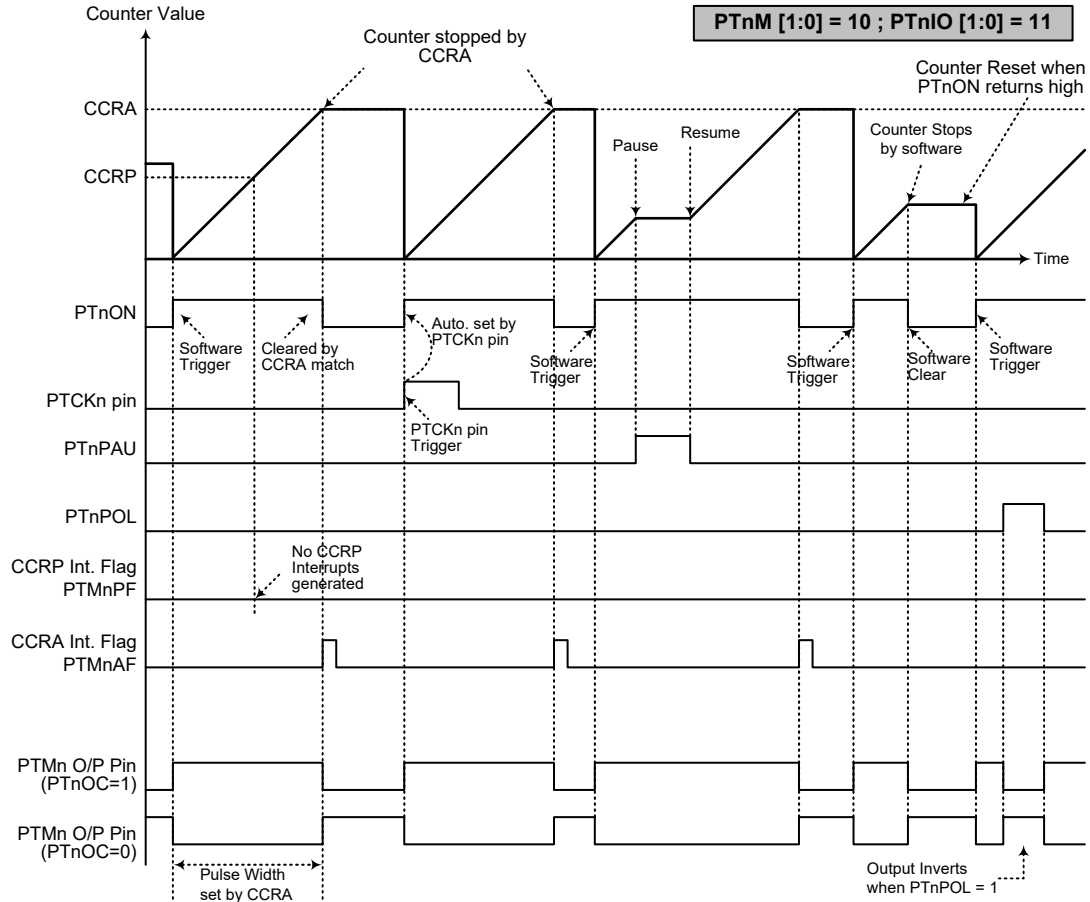 Counter Value
PTnM [1:0] = 10 ; PTnIO [1:0] = 11
Counter stopped by
CCRA
Counter Reset when
PTnON returns high
CCRA
Pause
Resume
Counter Stops
by software
CCRP
Time
PTnON
Software
Trigger
Cleared by
CCRA match
Auto. set by
PTCKn pin
Software
Trigger
Software
Trigger
Software
Clear
Software
Trigger
PTCKn pin
PTCKn pin
Trigger
PTnPAU
PTnPOL
CCRP Int. Flag
PTMnPF
No CCRP
Interrupts
generated
CCRA Int. Flag
PTMnAF
PTMn O/P Pin
(PTnOC=1)
PTMn O/P Pin
(PTnOC=0)
Pulse Width
set by CCRA
Output Inverts
when PTnPOL = 1